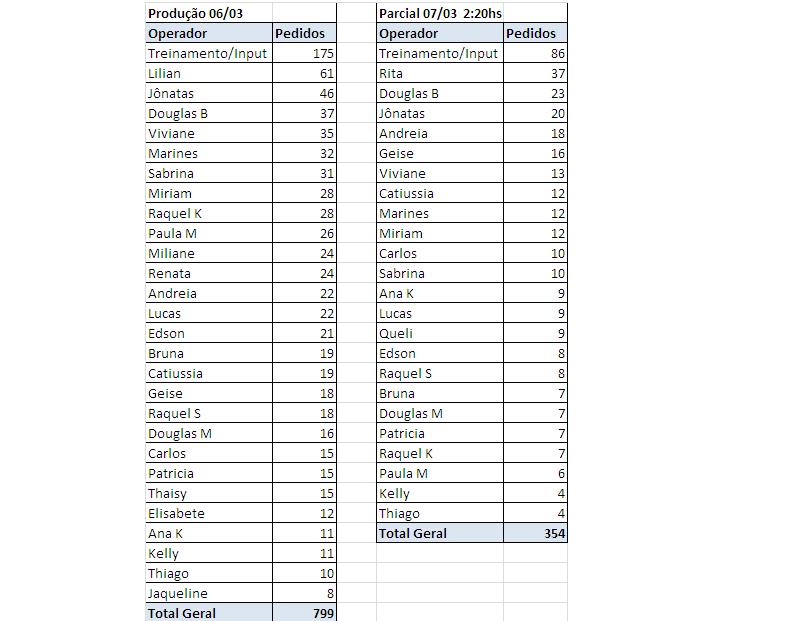 Produção 06/03 Parcial 07/03 2:20hs
Operador Pedidos Operador Pedidos
Treinamento/Input 175 Treinamento/Input 86
Lilian 61 Rita 37
Jônatas 46 Douglas B 23
Douglas B 37 Jônatas 20
Viviane 35 Andreia 18
Marines 32 Geise 16
Sabrina 31 Viviane 13
Miriam 28 Catiussia 12
Raquel K 28 Marines 12
Paula M 26 Miriam 12
Miliane 24 Carlos 10
Renata 24 Sabrina 10
Andreia 22 Ana K 9
Lucas 22 Lucas 9
Edson 21 Queli 9
Bruna 19 Edson 8
Catiussia 19 Raquel S 8
Geise 18 Bruna 7
Raquel S 18 Douglas M 7
Douglas M 16 Patricia 7
Carlos 15 Raquel K 7
Patricia 15 Paula M 6
Thaisy 15 Kelly 4
Elisabete 12 Thiago 4
Ana K 11 Total Geral 354
Kelly 11
Thiago 10
Jaqueline 8
Total Geral 799